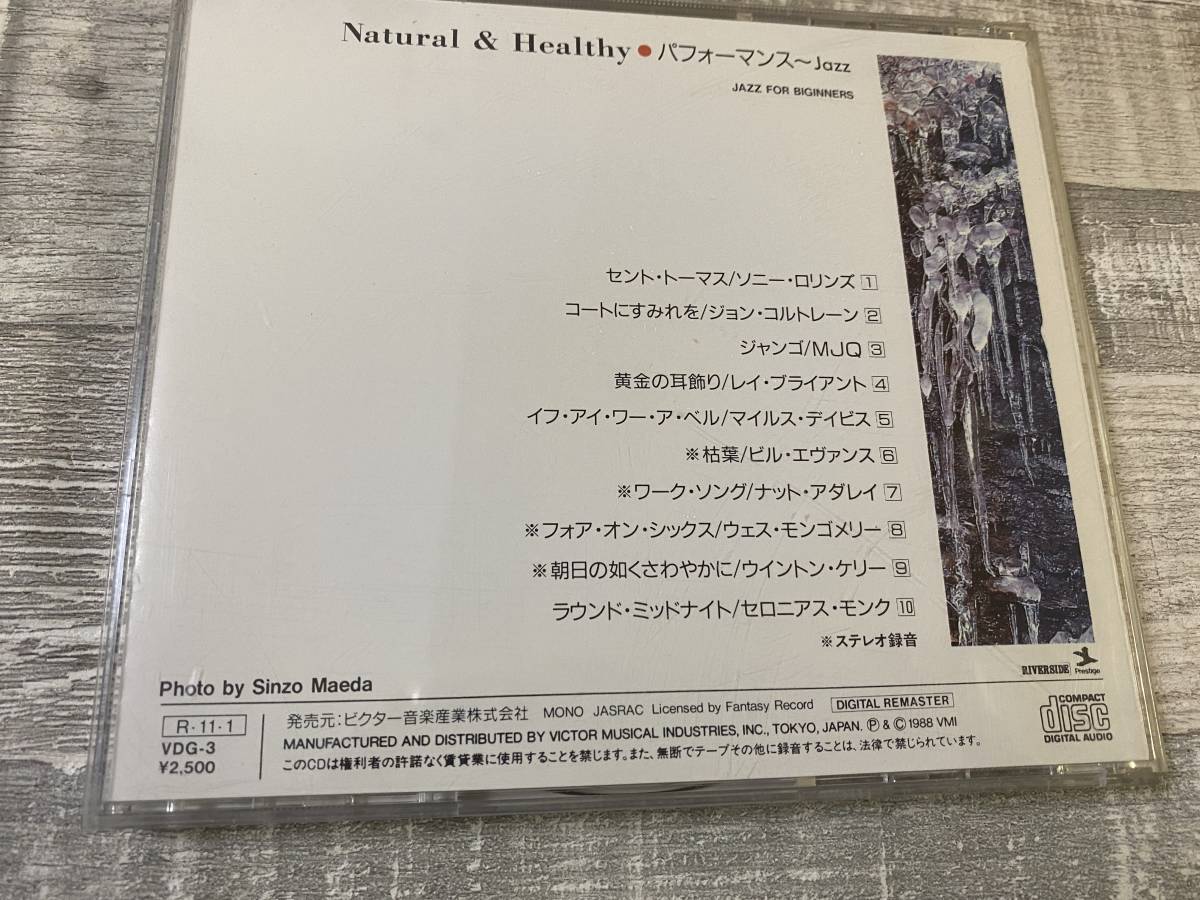 Natural & Healthy●パフォーマンス〜Jazz
JAZZ FOR BIGINNERS
セント・トーマス/ソニー・ロリンズ 1
コートにすみれを/ジョン・コルトレーン 2
ジャンゴ/MJQ 3
黄金の耳飾り/レイ・ブライアント 4
イフ・アイ・ワー・ア・ベル/マイルス・デイビス 5
※枯葉/ビル・エヴァンス 6
※ワーク・ソング/ナット・アダレイ 7
※フォア・オン・シックス/ウェス・モンゴメリー 8
※朝日の如くさわやかに/ウイントン・ケリー 9
ラウンド・ミッドナイト/セロニアス・モンク 10
※ステレオ録音
RIVERSIDE Prestige
Photo by Sinzo Maeda
R・11・1
VDG-3
¥2,500
発売元:ビクター音楽産業株式会社 MONO JASRAC Licensed by Fantasy Record DIGITAL REMASTER
MANUFACTURED AND DISTRIBUTED BY VICTOR MUSICAL INDUSTRIES, INC., TOKYO, JAPAN. Ⓟ & © 1988 VMI
このCDは権利者の許諾なく賃貸業に使用することを禁じます。また、無断でテープその他に録音することは、法律で禁じられています。
COMPACT
disc
DIGITAL AUDIO